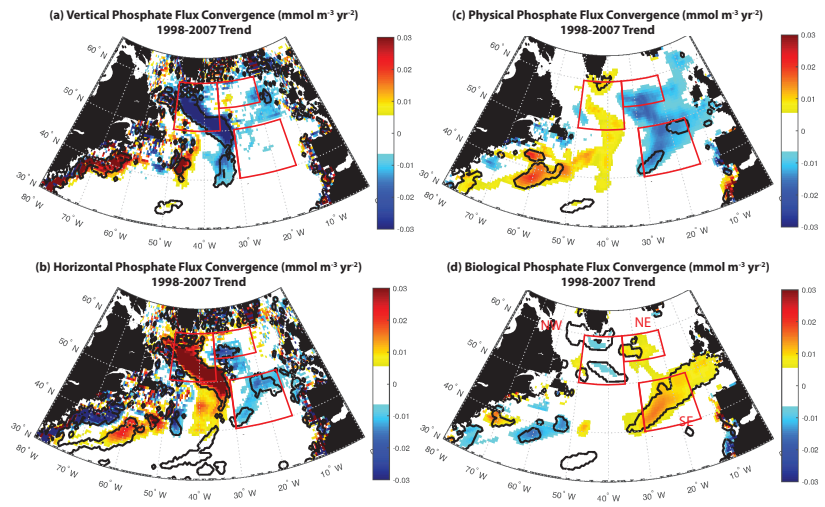 (a) Vertical Phosphate Flux Convergence (mmol m⁻³ yr⁻²)
1998-2007 Trend
60° N
50° N
40° N
30° N
80° W
70° W
60° W
50° W
40° W
30° W
20° W
10° W
0.03
0.02
0.01
0
-0.01
-0.02
-0.03
(c) Physical Phosphate Flux Convergence (mmol m⁻³ yr⁻²)
1998-2007 Trend
60° N
50° N
40° N
30° N
80° W
70° W
60° W
50° W
40° W
30° W
20° W
10° W
0.03
0.02
0.01
0
-0.01
-0.02
-0.03
(b) Horizontal Phosphate Flux Convergence (mmol m⁻³ yr⁻²)
1998-2007 Trend
60° N
50° N
40° N
30° N
80° W
70° W
60° W
50° W
40° W
30° W
20° W
10° W
0.03
0.02
0.01
0
-0.01
-0.02
-0.03
(d) Biological Phosphate Flux Convergence (mmol m⁻³ yr⁻²)
1998-2007 Trend
NW
NE
SE
60° N
50° N
40° N
30° N
80° W
70° W
60° W
50° W
40° W
30° W
20° W
10° W
0.03
0.02
0.01
0
-0.01
-0.02
-0.03